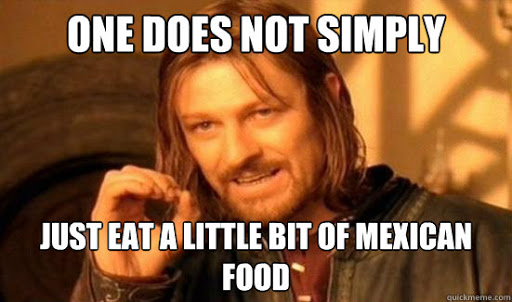 ONE DOES NOT SIMPLY
JUST EAT A LITTLE BIT OF MEXICAN
FOOD
quickmeme.com